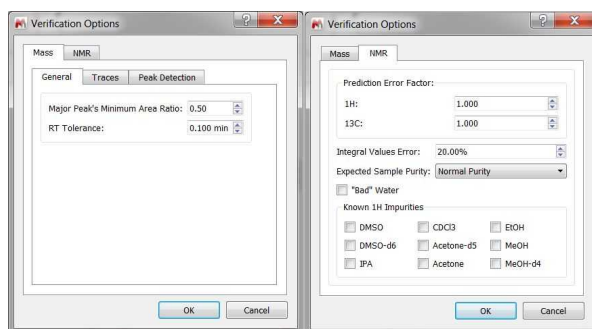 Verification Options
Mass NMR
General Traces Peak Detection
Major Peak's Minimum Area Ratio: 0.50
RT Tolerance: 0.100 min
OK Cancel
Verification Options
Mass NMR
Prediction Error Factor:
1H: 1.000
13C: 1.000
Integral Values Error: 20.00%
Expected Sample Purity: Normal Purity
"Bad" Water
Known 1H Impurities
DMSO CDCl3 EtOH
DMSO-d6 Acetone-d5 MeOH
IPA Acetone MeOH-d4
OK Cancel